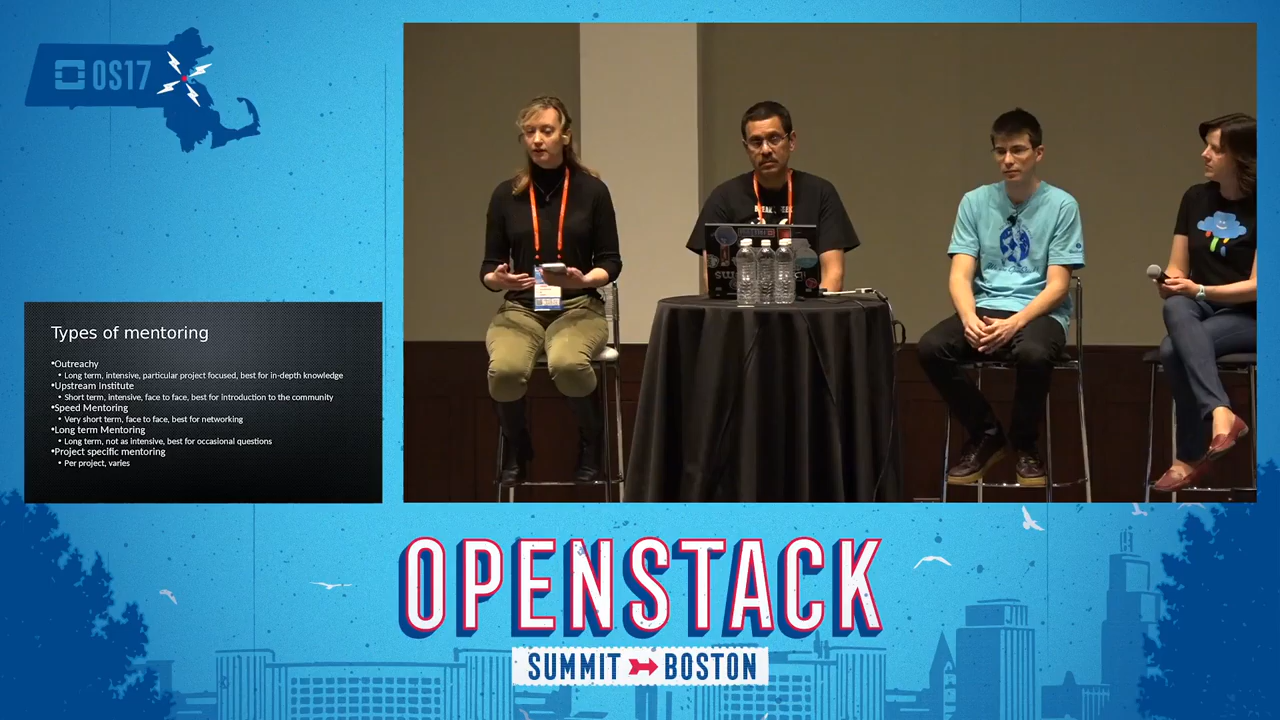 OS17
Types of mentoring
•Outreachy
• Long term, intensive, particular project focused, best for in-depth knowledge
•Upstream Institute
• Short term, intensive, face to face, best for introduction to the community
•Speed Mentoring
• Very short term, face to face, best for networking
•Long term Mentoring
• Long term, not as intensive, best for occasional questions
•Project specific mentoring
• Per project, varies
OPENSTACK
SUMMIT BOSTON